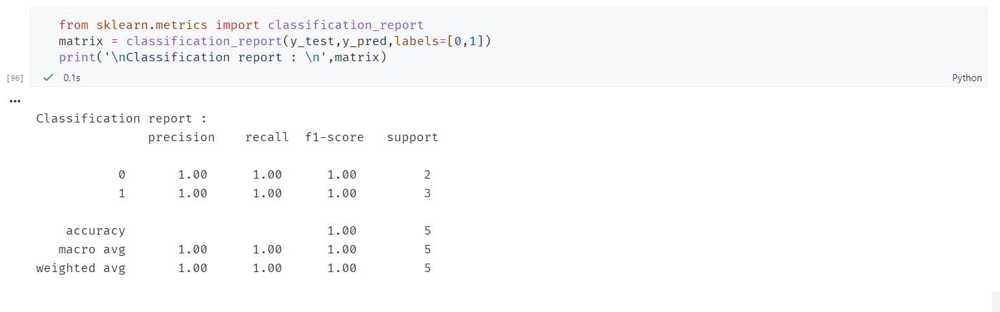 from sklearn.metrics import classification_report
matrix = classification_report(y_test,y_pred,labels=[0,1])
print('\nClassification report : \n',matrix)
[96] 0.1s Python
Classification report :
precision recall f1-score support
0 1.00 1.00 1.00 2
1 1.00 1.00 1.00 3
accuracy 1.00 5
macro avg 1.00 1.00 1.00 5
weighted avg 1.00 1.00 1.00 5